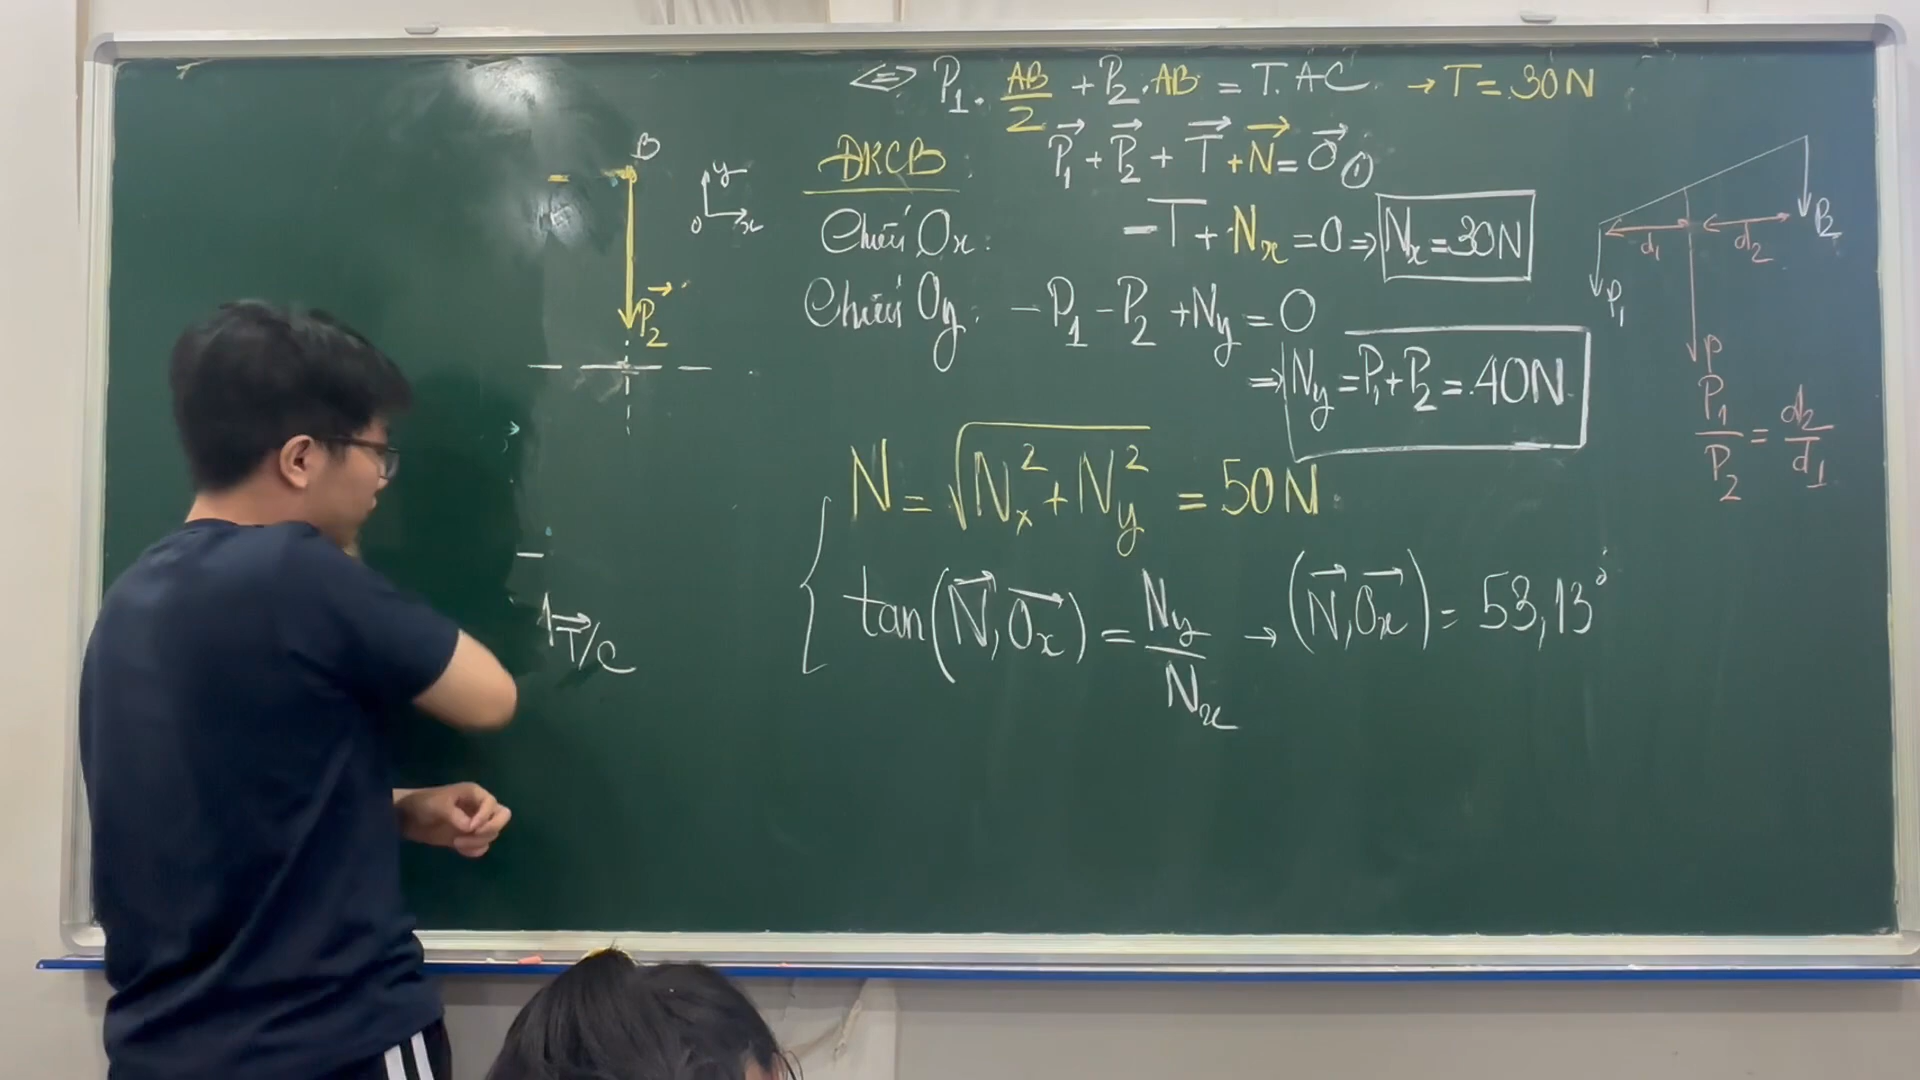 <=> P₁. AB/2 + P₂.AB = T.AC → T = 30N
ĐKCB: P₁ + P₂ + T + N = 0 ①
Chiếu Ox: -T + Nx = 0 => Nx = 30N
Chiếu Oy: -P₁ - P₂ + Ny = 0
=> Ny = P₁ + P₂ = 40N
N = √(Nx² + Ny²) = 50N
tan(N, Ox) = Ny/Nx → (N, Ox) = 53,13°
B
y
O x
P₂
T/C
d₁ d₂
P₂
P₁
P
P₁/P₂ = d₂/d₁